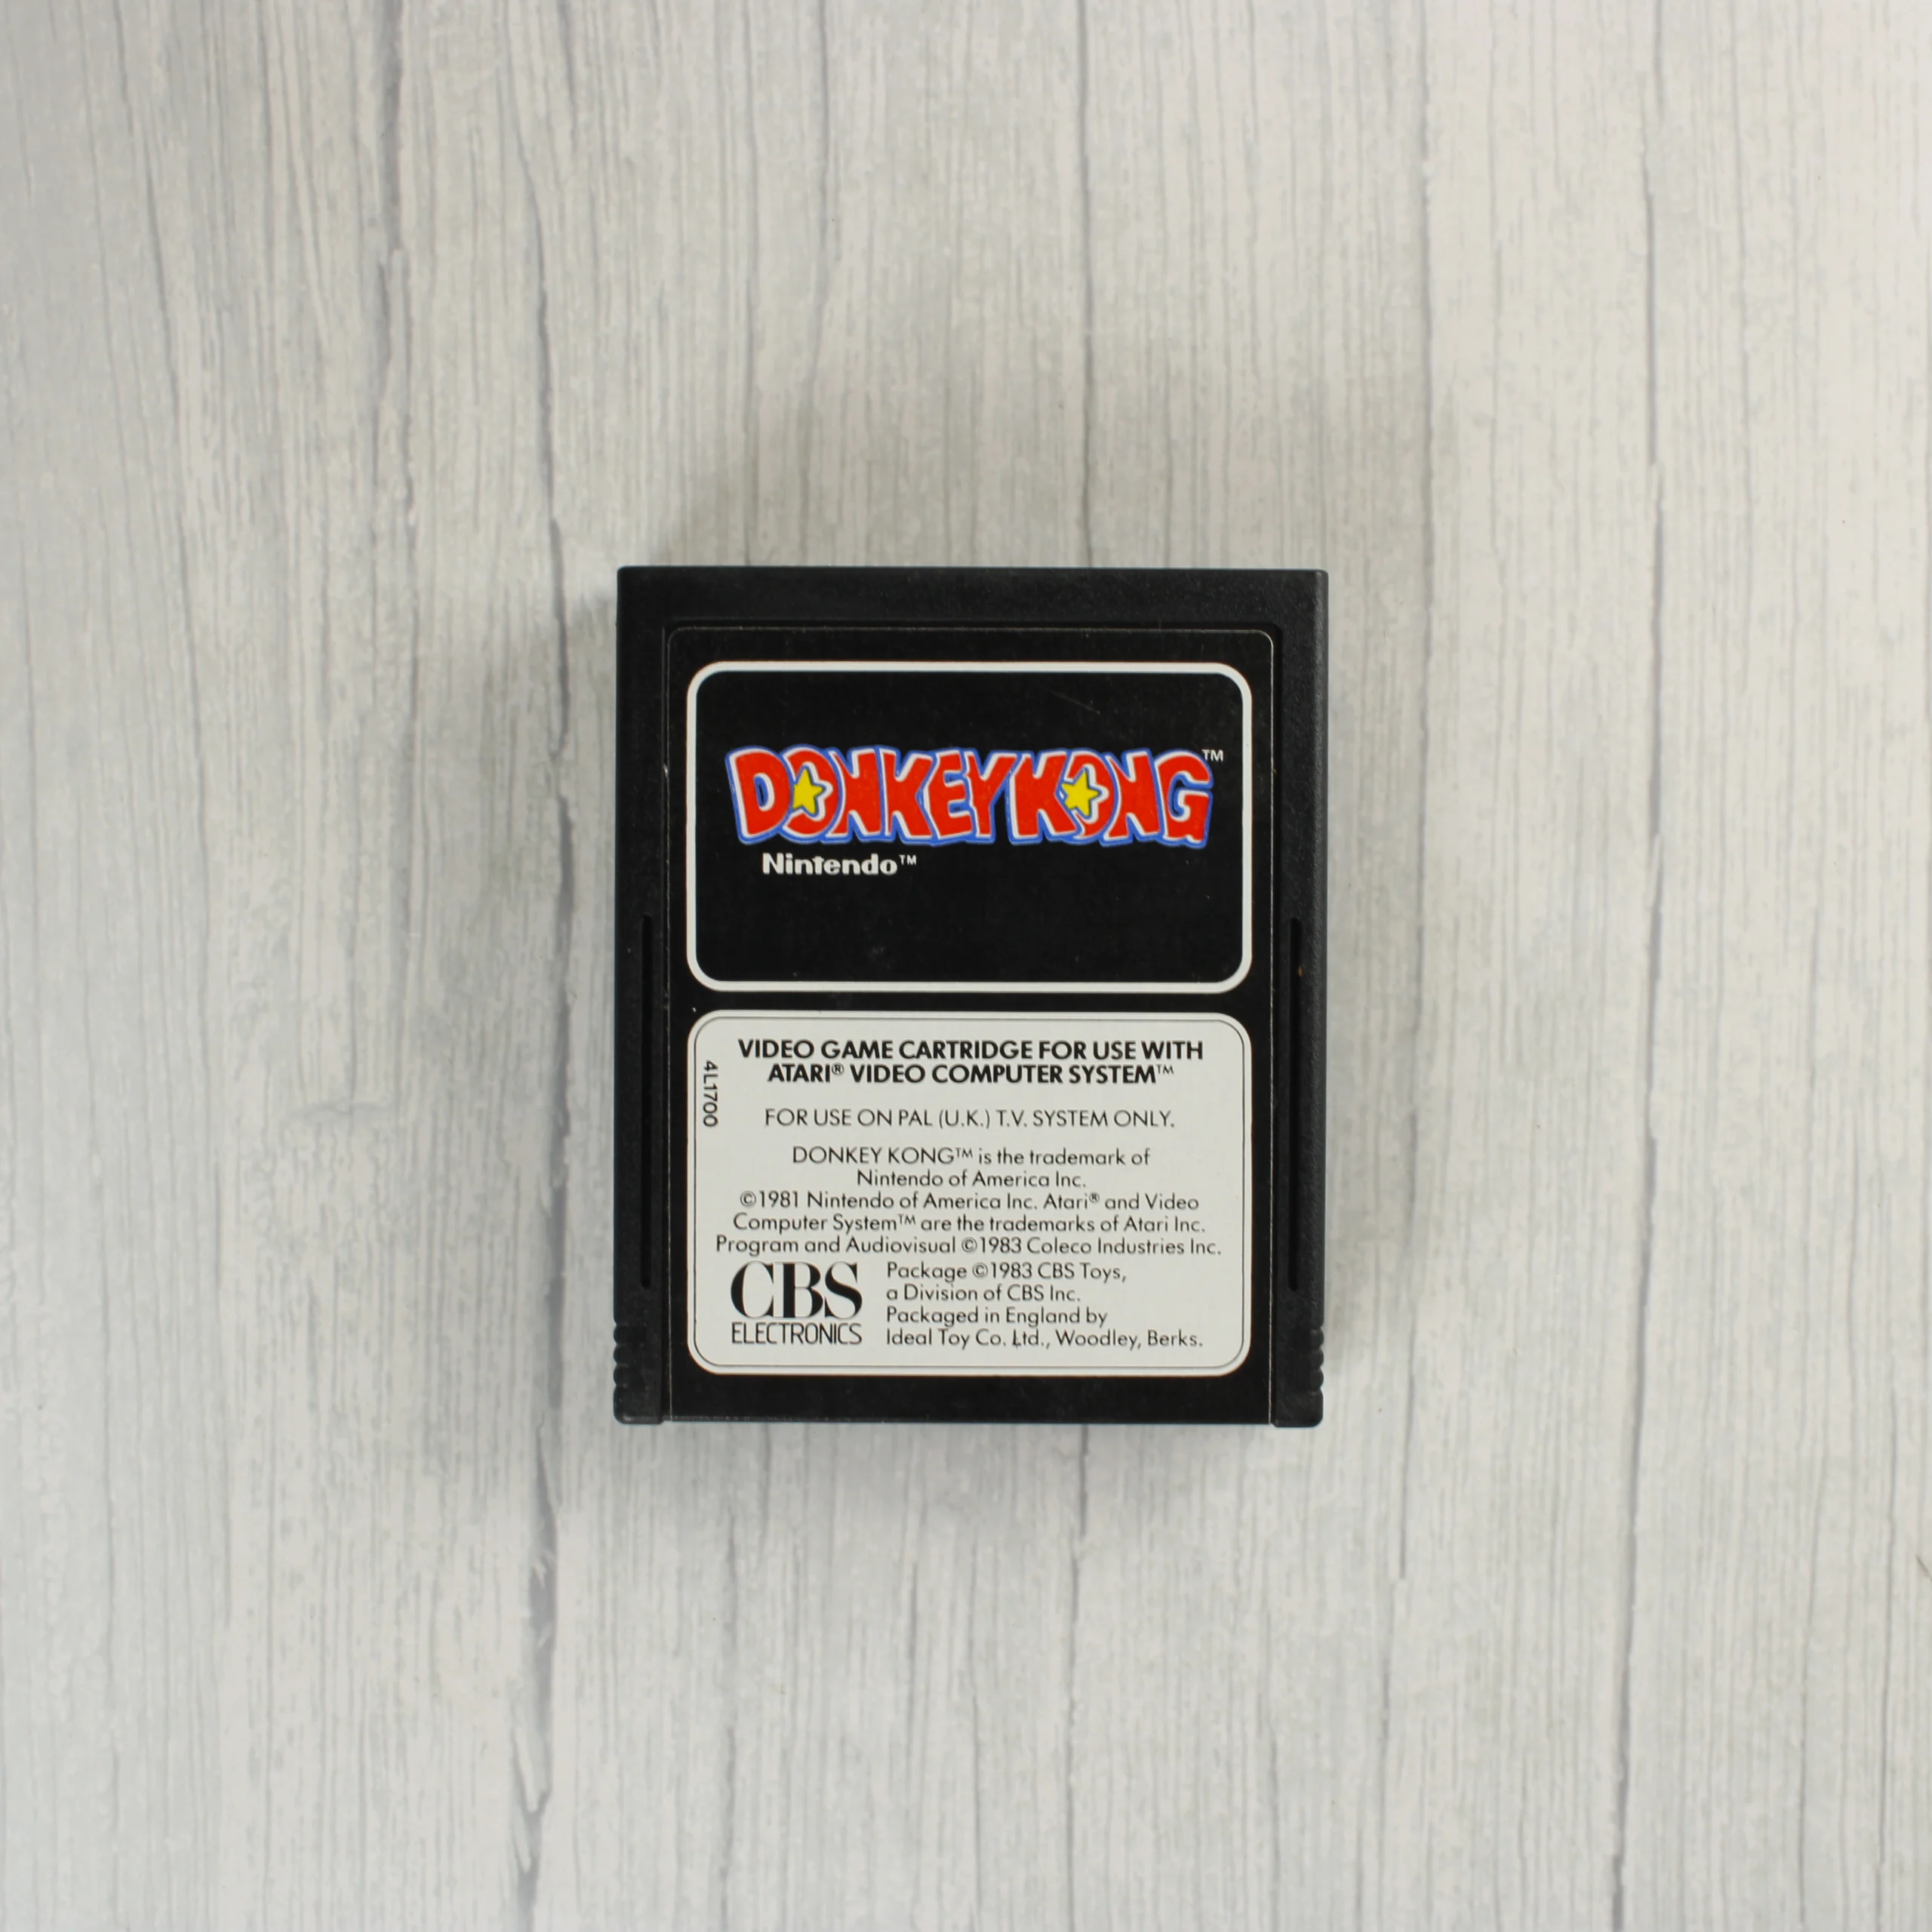 DONKEY KONG™
Nintendo™
VIDEO GAME CARTRIDGE FOR USE WITH
ATARI® VIDEO COMPUTER SYSTEM™
4L1700
FOR USE ON PAL (U.K.) T.V. SYSTEM ONLY.
DONKEY KONG™ is the trademark of
Nintendo of America Inc.
©1981 Nintendo of America Inc. Atari® and Video
Computer System™ are the trademarks of Atari Inc.
Program and Audiovisual ©1983 Coleco Industries Inc.
CBS
ELECTRONICS
Package ©1983 CBS Toys,
a Division of CBS Inc.
Packaged in England by
Ideal Toy Co. Ltd., Woodley, Berks.